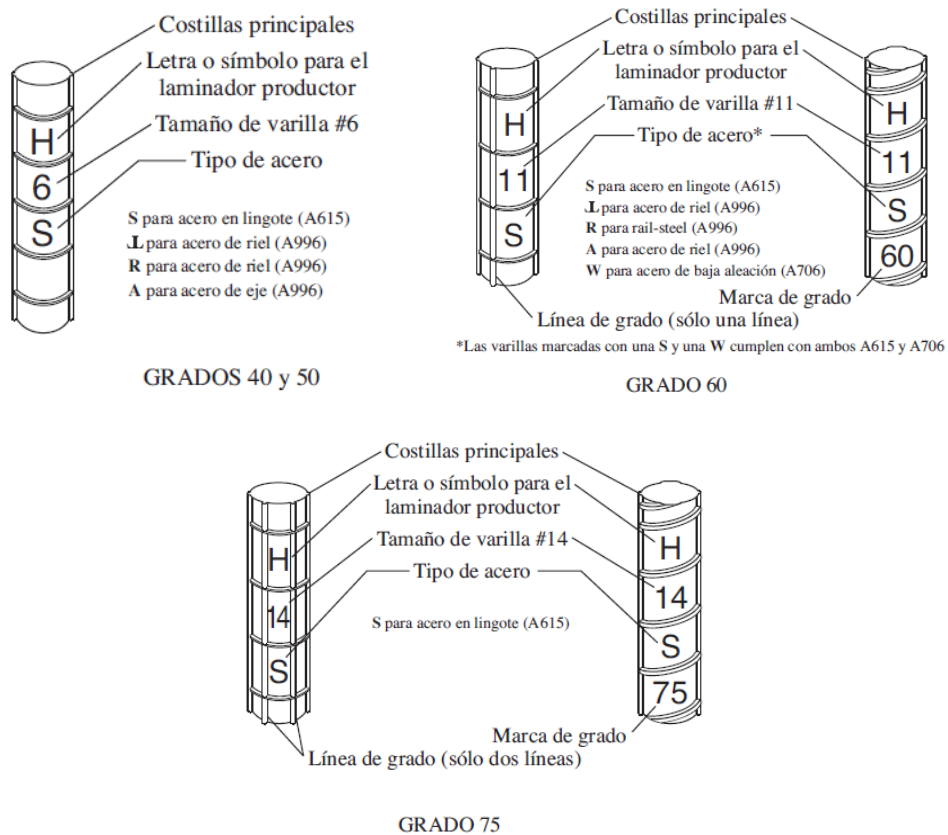 Costillas principales
Letra o símbolo para el
laminador productor
H
Tamaño de varilla #6
6
Tipo de acero
S
S para acero en lingote (A615)
L para acero de riel (A996)
R para acero de riel (A996)
A para acero de eje (A996)
GRADOS 40 y 50
Costillas principales
Letra o símbolo para el
laminador productor
H
H
Tamaño de varilla #11
11
11
Tipo de acero*
S
S
S para acero en lingote (A615)
L para acero de riel (A996)
R para rail-steel (A996)
A para acero de riel (A996)
W para acero de baja aleación (A706)
60
Marca de grado
Línea de grado (sólo una línea)
*Las varillas marcadas con una S y una W cumplen con ambos A615 y A706
GRADO 60
Costillas principales
Letra o símbolo para el
laminador productor
H
H
Tamaño de varilla #14
14
14
Tipo de acero
S
S
S para acero en lingote (A615)
75
Marca de grado
Línea de grado (sólo dos líneas)
GRADO 75